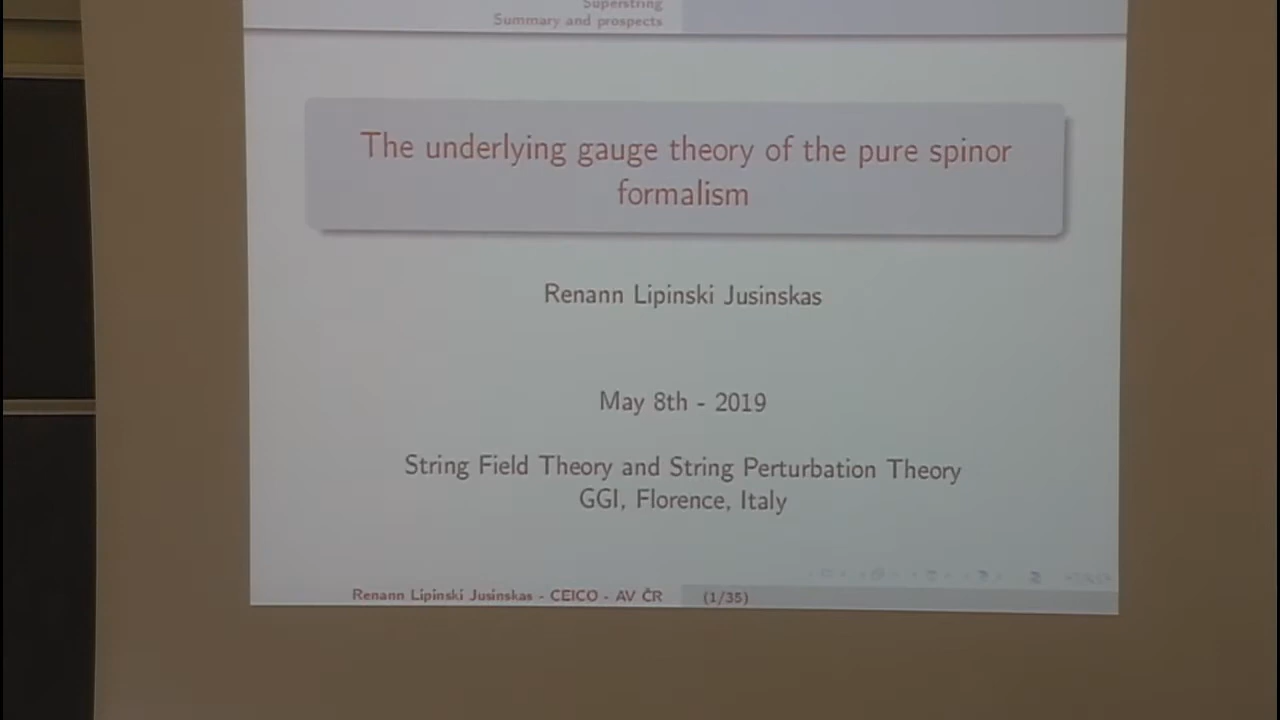 Superstring
Summary and prospects
The underlying gauge theory of the pure spinor
formalism
Renann Lipinski Jusinskas
May 8th - 2019
String Field Theory and String Perturbation Theory
GGI, Florence, Italy
Renann Lipinski Jusinskas - CEICO - AV ČR (1/35)